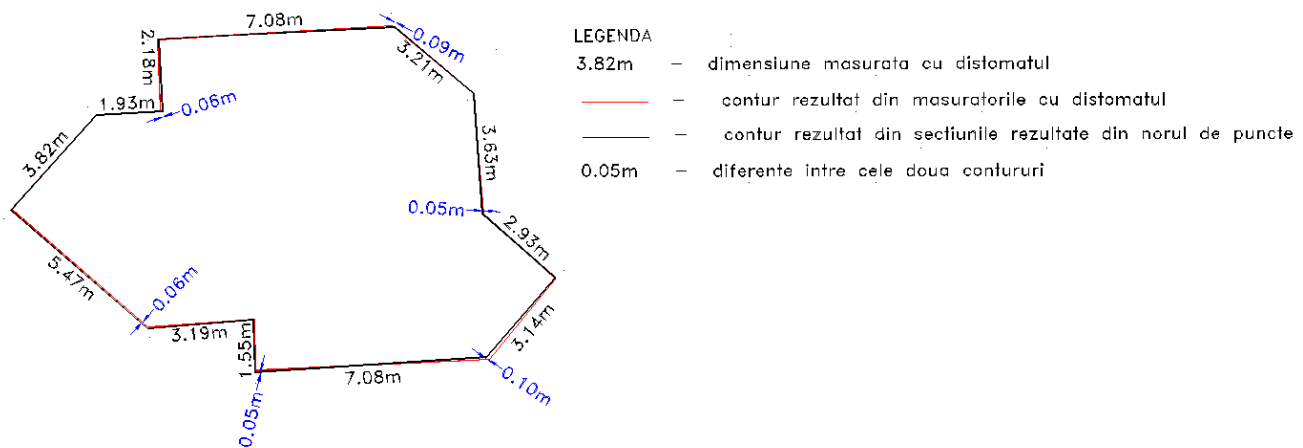 7.08m
0.09m
3.21m
2.18m
1.93m
0.06m
3.82m
3.63m
0.05m
2.93m
5.47m
0.06m
3.19m
1.55m
3.14m
7.08m
0.10m
0.05m
LEGENDA
3.82m – dimensiune masurata cu distomatul
– contur rezultat din masuratorile cu distomatul
– contur rezultat din sectiunile rezultate din norul de puncte
0.05m – diferente intre cele doua contururi